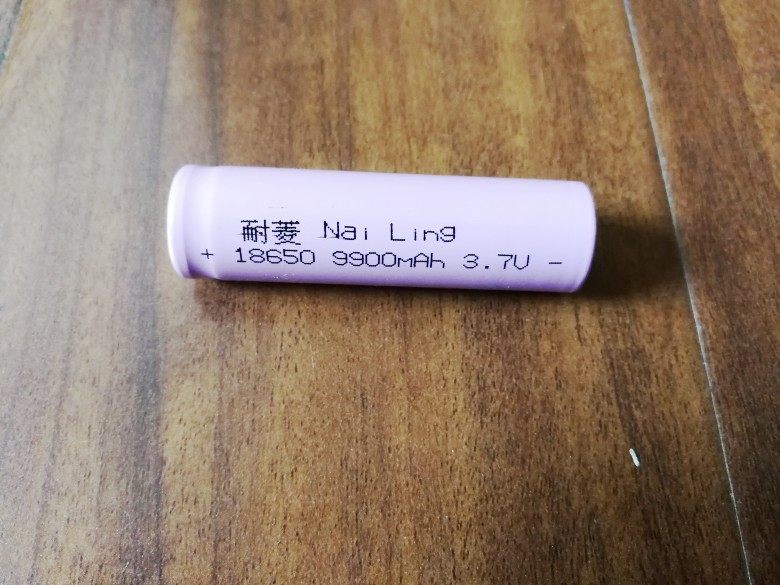 耐菱 Nai Ling
+ 18650 9900mAh 3.7V -